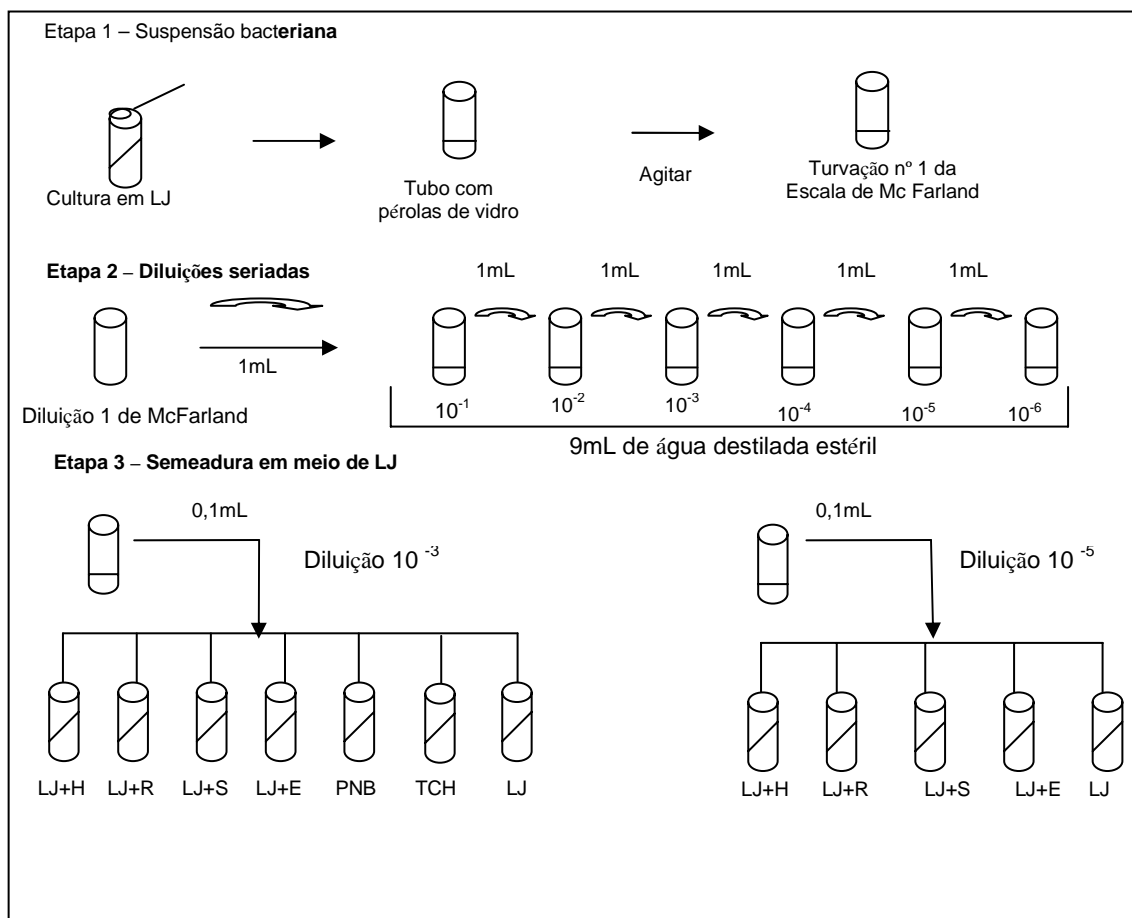 Etapa 1 – Suspensão bacteriana
Cultura em LJ
Tubo com
pérolas de vidro
Agitar
Turvação nº 1 da
Escala de Mc Farland
Etapa 2 – Diluições seriadas
1mL
1mL
1mL
1mL
1mL
1mL
Diluição 1 de McFarland
10⁻¹
10⁻²
10⁻³
10⁻⁴
10⁻⁵
10⁻⁶
9mL de água destilada estéril
Etapa 3 – Semeadura em meio de LJ
0,1mL
Diluição 10 ⁻³
LJ+H
LJ+R
LJ+S
LJ+E
PNB
TCH
LJ
0,1mL
Diluição 10 ⁻⁵
LJ+H
LJ+R
LJ+S
LJ+E
LJ